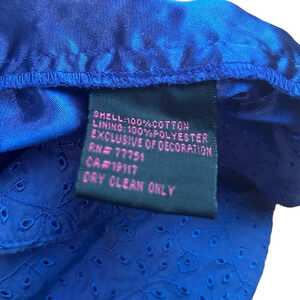 SHELL:100%COTTON
LINING:100%POLYESTER
EXCLUSIVE OF DECORATION
RN# 77751
CA#19117
DRY CLEAN ONLY